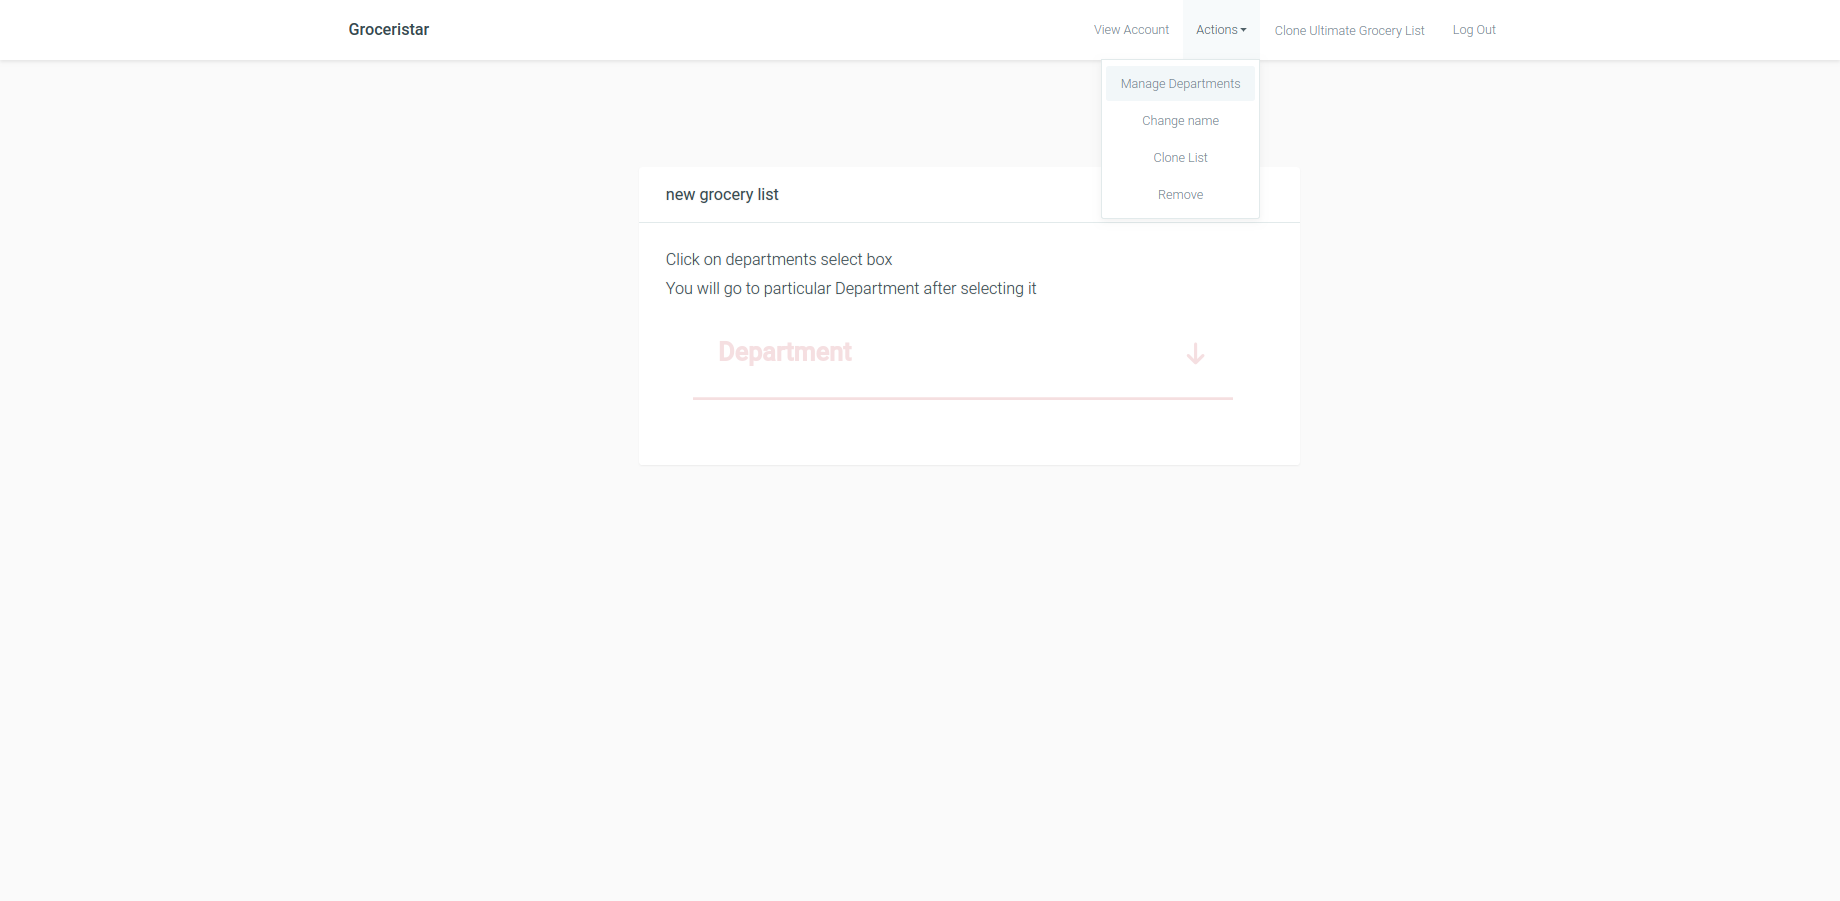 Groceristar
View Account
Actions
Clone Ultimate Grocery List
Log Out
Manage Departments
Change name
Clone List
Remove
new grocery list
Click on departments select box
You will go to particular Department after selecting it
Department